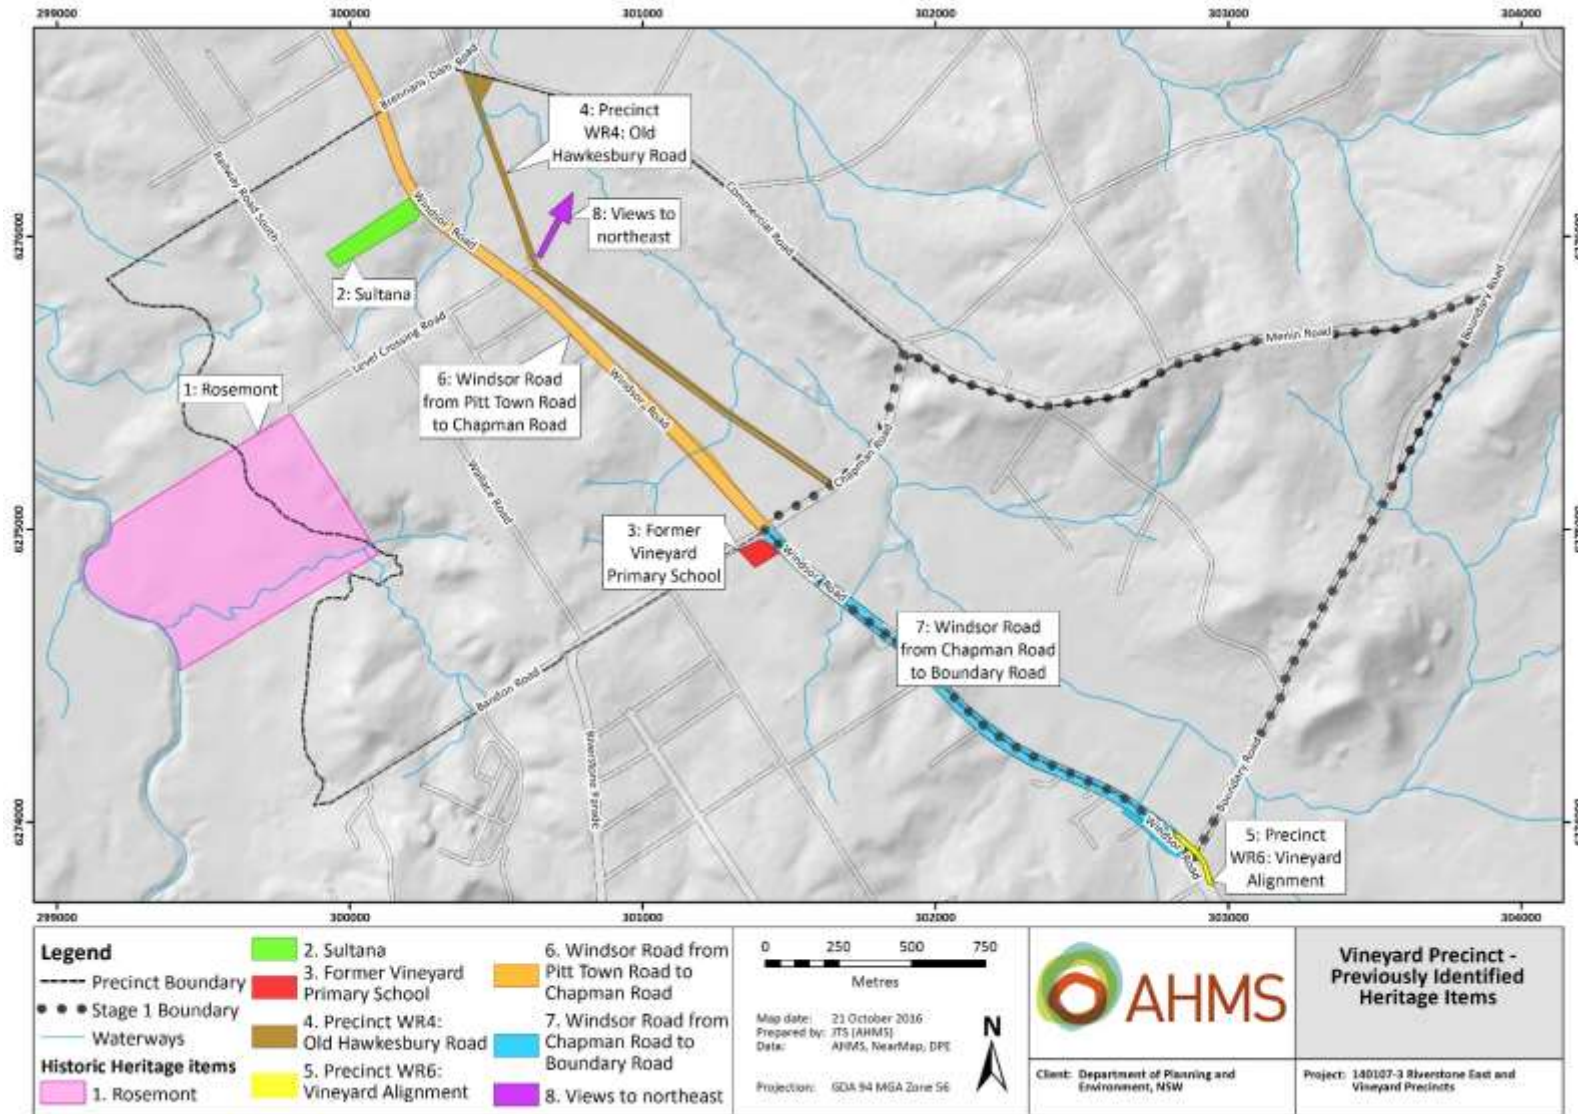 299000
300000
301000
302000
303000
304000
Brennans Dam Road
4: Precinct
WR4: Old
Hawkesbury Road
Railway Road South
Commercial Road
Windsor Road
8: Views to
northeast
6276000
2: Sultana
Boundary Road
Level Crossing Road
Menin Road
1: Rosemont
6: Windsor Road
from Pitt Town Road
to Chapman Road
Windsor Road
Chapman Road
Wallace Road
6275000
3: Former
Vineyard
Primary School
Windsor Road
7: Windsor Road
from Chapman Road
to Boundary Road
Bandon Road
Riverstone Parade
Boundary Road
6274000
Windsor Road
5: Precinct
WR6: Vineyard
Alignment
299000
300000
301000
302000
303000
304000
Legend
Precinct Boundary
Stage 1 Boundary
Waterways
Historic Heritage items
1. Rosemont
2. Sultana
3. Former Vineyard
Primary School
4. Precinct WR4:
Old Hawkesbury Road
5. Precinct WR6:
Vineyard Alignment
6. Windsor Road from
Pitt Town Road to
Chapman Road
7. Windsor Road from
Chapman Road to
Boundary Road
8. Views to northeast
0 250 500 750
Metres
Map date: 21 October 2016
Prepared by: JTS (AHMS)
Data: AHMS, NearMap, DPE
Projection: GDA 94 MGA Zone 56
N
AHMS
Client: Department of Planning and
Environment, NSW
Vineyard Precinct -
Previously Identified
Heritage Items
Project: 140107-3 Riverstone East and
Vineyard Precincts